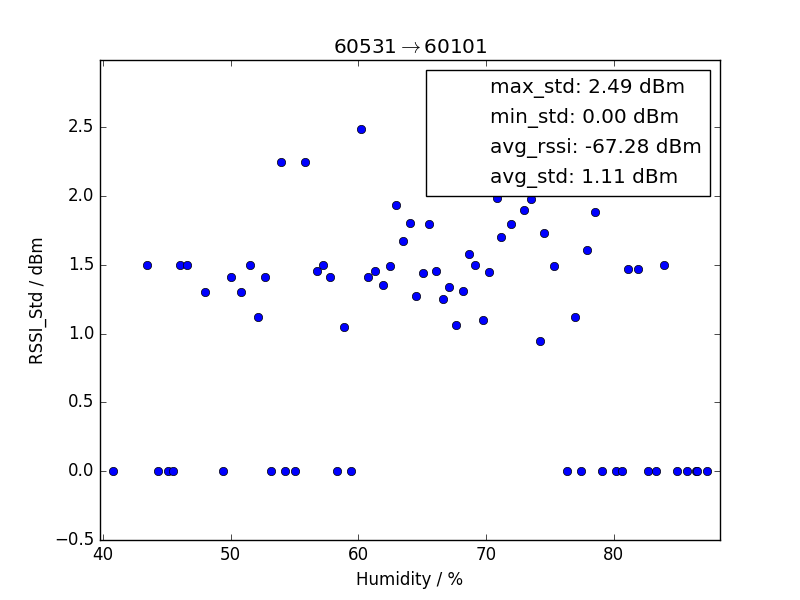 60531→60101
max_std: 2.49 dBm
min_std: 0.00 dBm
avg_rssi: -67.28 dBm
avg_std: 1.11 dBm
RSSI_Std / dBm
2.5
2.0
1.5
1.0
0.5
0.0
−0.5
40 50 60 70 80
Humidity / %